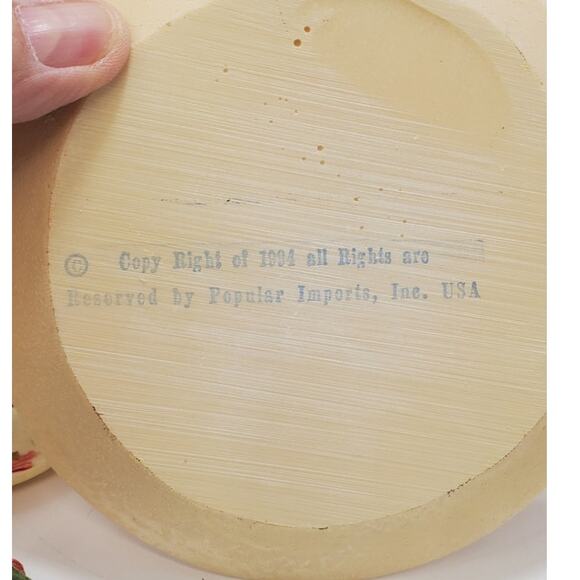 © Copy Right of 1994 all Rights are
Reserved by Popular Imports, Inc. USA